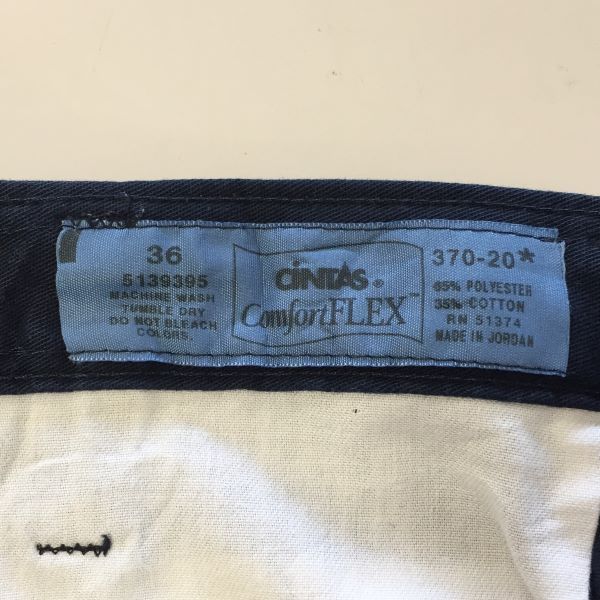 36
5139395
MACHINE WASH
TUMBLE DRY
DO NOT BLEACH
COLORS.
CINTAS®
ComfortFLEX™
370-20*
65% POLYESTER
35% COTTON
RN 51374
MADE IN JORDAN